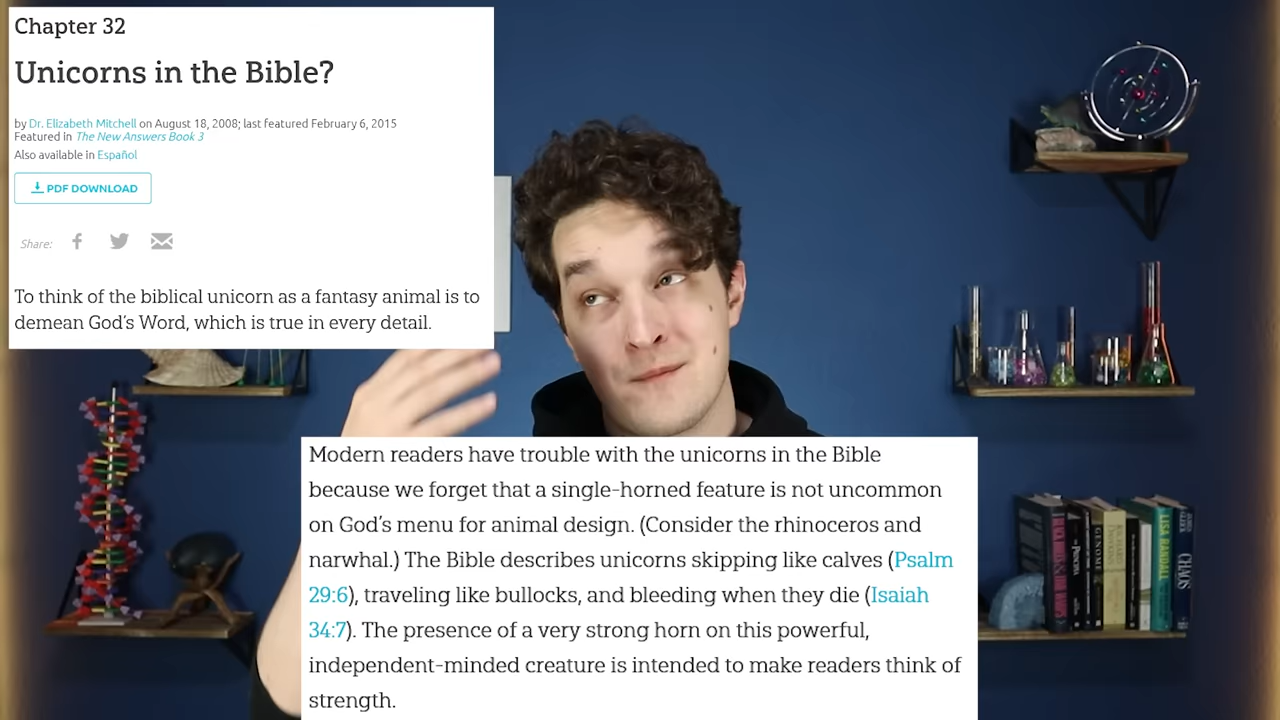 Chapter 32
Unicorns in the Bible?
by Dr. Elizabeth Mitchell on August 18, 2008; last featured February 6, 2015
Featured in The New Answers Book 3
Also available in Español
PDF DOWNLOAD
Share:
To think of the biblical unicorn as a fantasy animal is to
demean God's Word, which is true in every detail.
Modern readers have trouble with the unicorns in the Bible
because we forget that a single-horned feature is not uncommon
on God's menu for animal design. (Consider the rhinoceros and
narwhal.) The Bible describes unicorns skipping like calves (Psalm
29:6), traveling like bullocks, and bleeding when they die (Isaiah
34:7). The presence of a very strong horn on this powerful,
independent-minded creature is intended to make readers think of
strength.
GENOME
LISA RANDALL
CHAOS